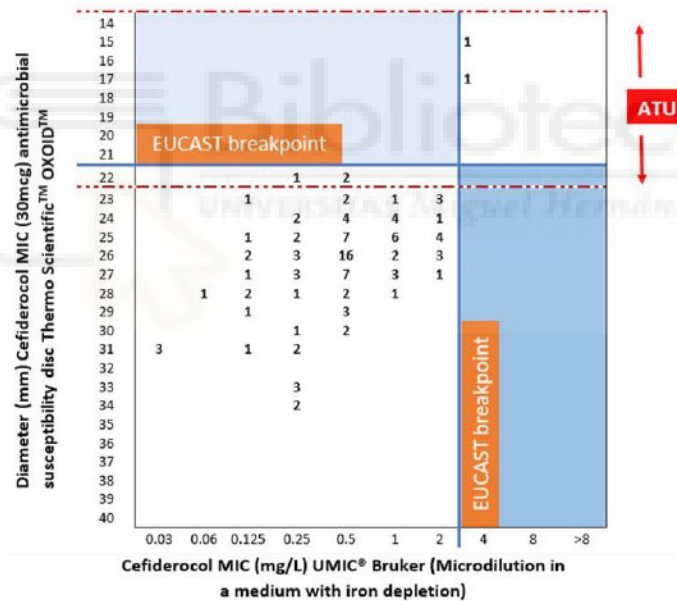 14
15 1
16
17 1
18
19
20
21
ATU
EUCAST breakpoint
22 1 2
23 1 2 1 3
24 2 4 4 1
25 1 2 7 6 4
26 2 3 16 2 3
27 1 3 7 3 1
28 1 2 1 2 1
29 1 3
30 1 2
31 3 1 2
33 3
34 2
35
36
37
38
39
40
EUCAST breakpoint
0.03 0.06 0.125 0.25 0.5 1 2 4 8 >8
Diameter (mm) Cefiderocol MIC (30mcg) antimicrobial
susceptibility disc Thermo Scientific™ OXOID™
Cefiderocol MIC (mg/L) UMIC® Bruker (Microdilution in
a medium with iron depletion)
Bibliotec
UNIVERSITAS Miguel Hernán